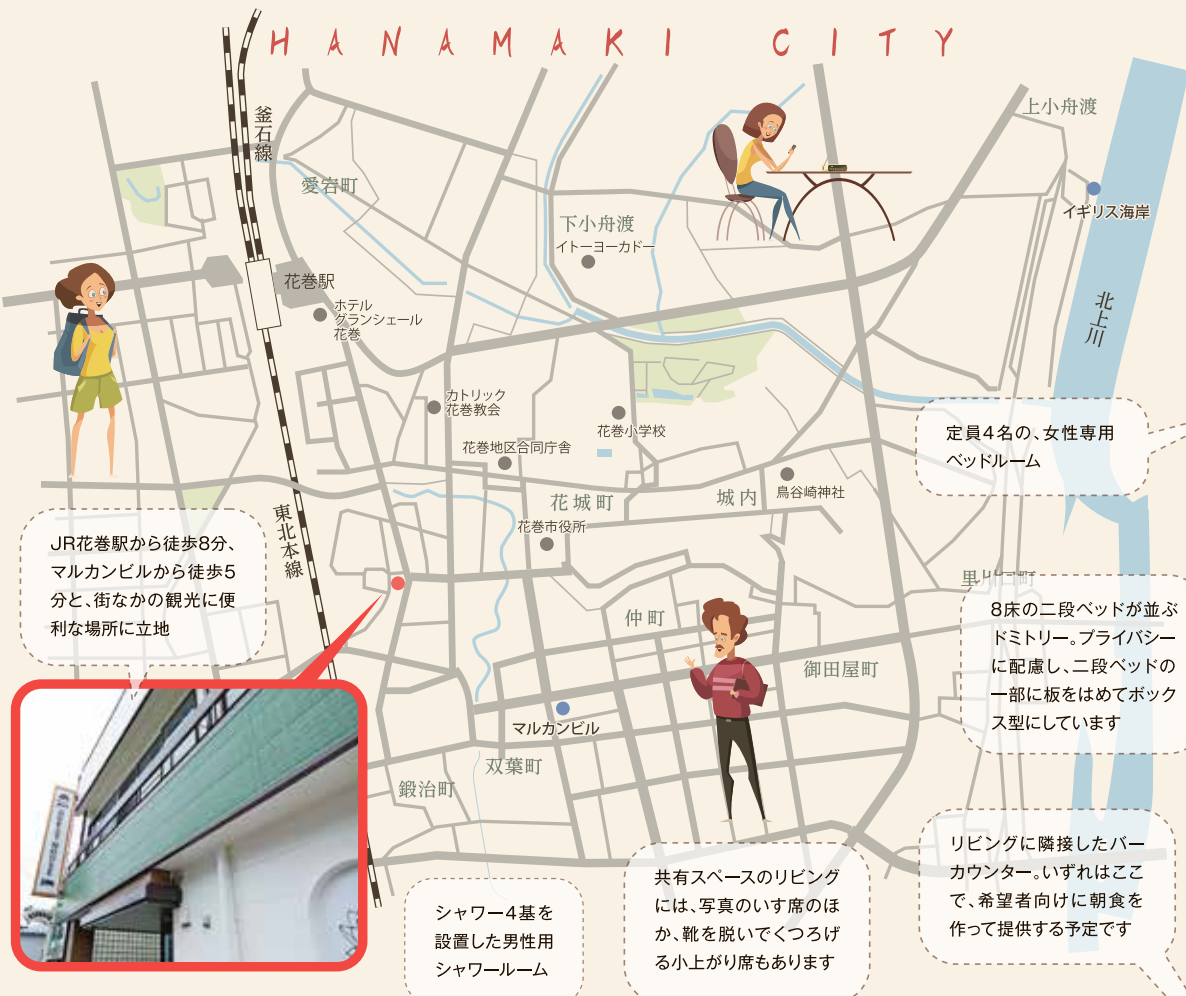 HANAMAKI CITY
釜石線
上小舟渡
愛宕町
イギリス海岸
下小舟渡
イトーヨーカドー
花巻駅
ホテル
グランシェール
花巻
北上川
カトリック
花巻教会
花巻小学校
花巻地区合同庁舎
鳥谷崎神社
城内
花城町
花巻市役所
東北本線
定員4名の、女性専用
ベッドルーム
JR花巻駅から徒歩8分、
マルカンビルから徒歩5
分と、街なかの観光に便
利な場所に立地
里川口町
8床の二段ベッドが並ぶ
ドミトリー。プライバシー
に配慮し、二段ベッドの
一部に板をはめてボック
ス型にしています
仲町
御田屋町
マルカンビル
双葉町
鍛治町
リビングに隣接したバー
カウンター。いずれはここ
で、希望者向けに朝食を
作って提供する予定です
共有スペースのリビング
には、写真のいす席のほ
か、靴を脱いでくつろげ
る小上がり席もあります
シャワー4基を
設置した男性用
シャワールーム